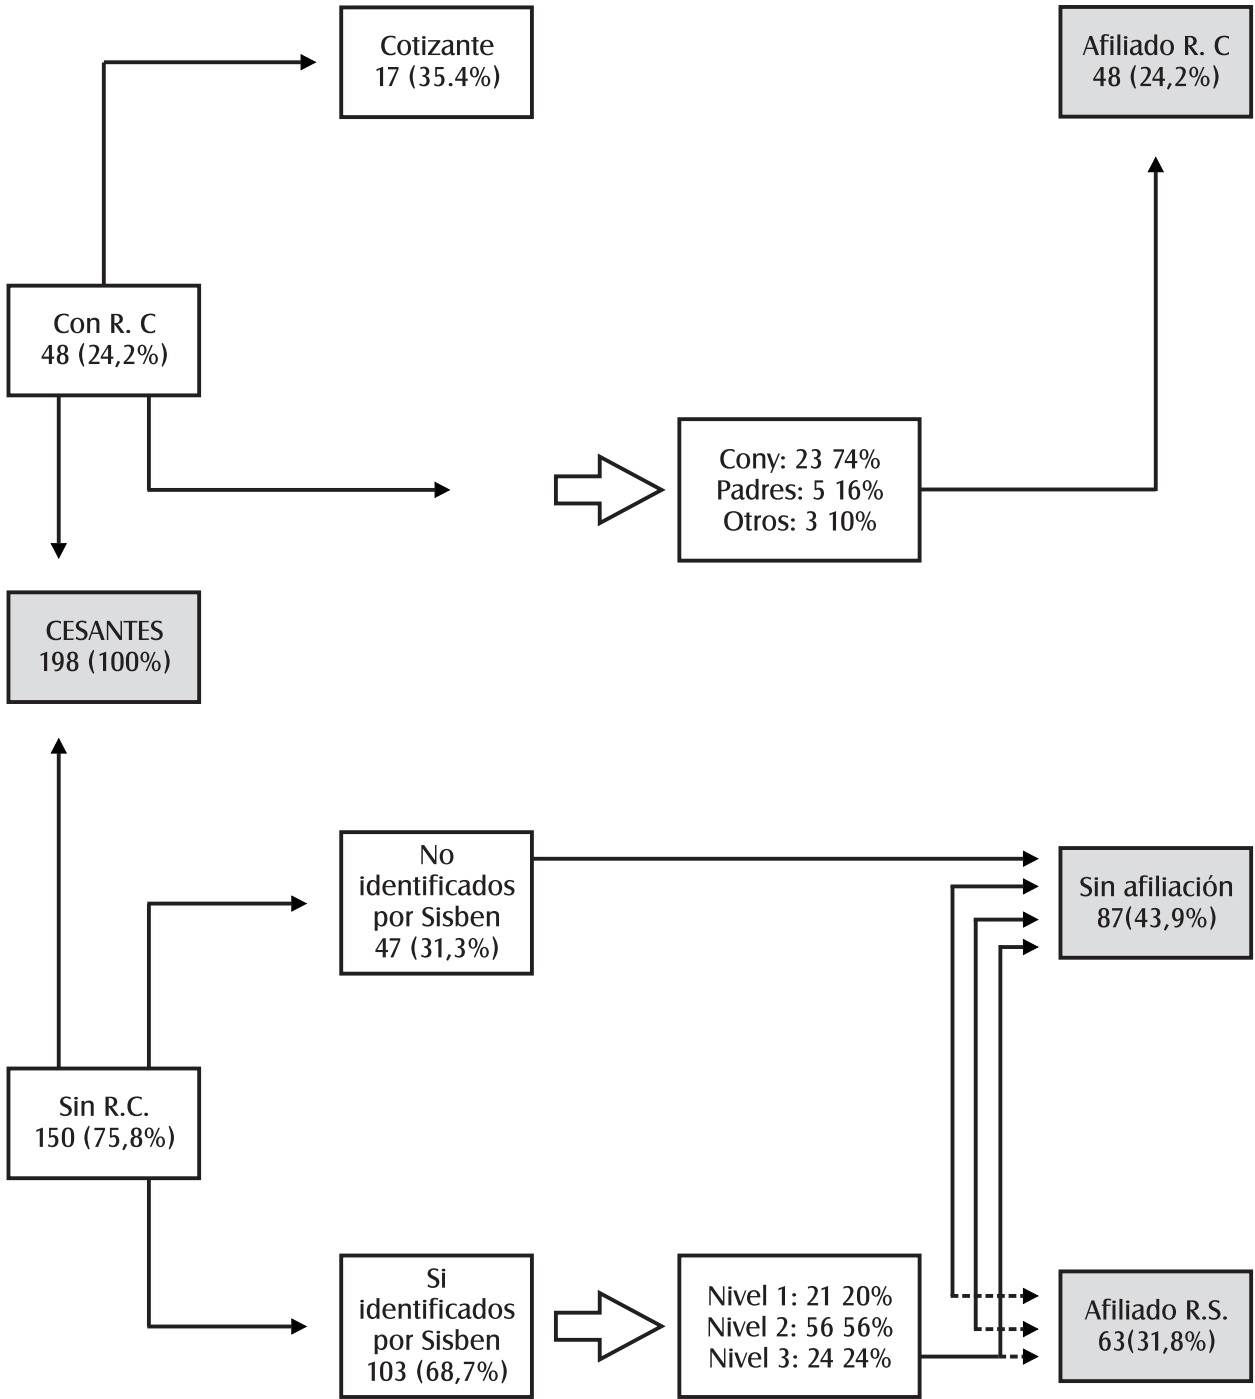 Cotizante
17 (35.4%)
Afiliado R. C
48 (24,2%)
Con R. C
48 (24,2%)
Cony: 23 74%
Padres: 5 16%
Otros: 3 10%
CESANTES
198 (100%)
No
identificados
por Sisben
47 (31,3%)
Sin afiliación
87(43,9%)
Sin R.C.
150 (75,8%)
Si
identificados
por Sisben
103 (68,7%)
Nivel 1: 21 20%
Nivel 2: 56 56%
Nivel 3: 24 24%
Afiliado R.S.
63(31,8%)